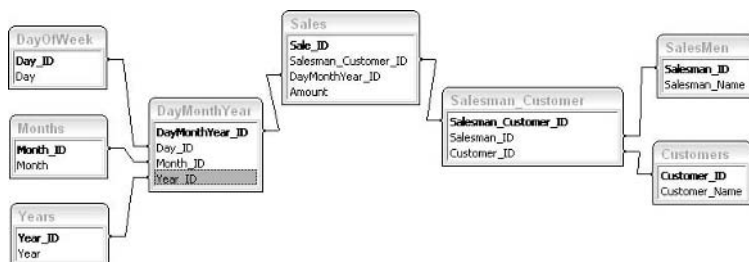 DayOfWeek
Day_ID
Day
Months
Month_ID
Month
Years
Year_ID
Year
DayMonthYear
DayMonthYear_ID
Day_ID
Month_ID
Year_ID
Sales
Sale_ID
Salesman_Customer_ID
DayMonthYear_ID
Amount
Salesman_Customer
Salesman_Customer_ID
Salesman_ID
Customer_ID
SalesMen
Salesman_ID
Salesman_Name
Customers
Customer_ID
Customer_Name